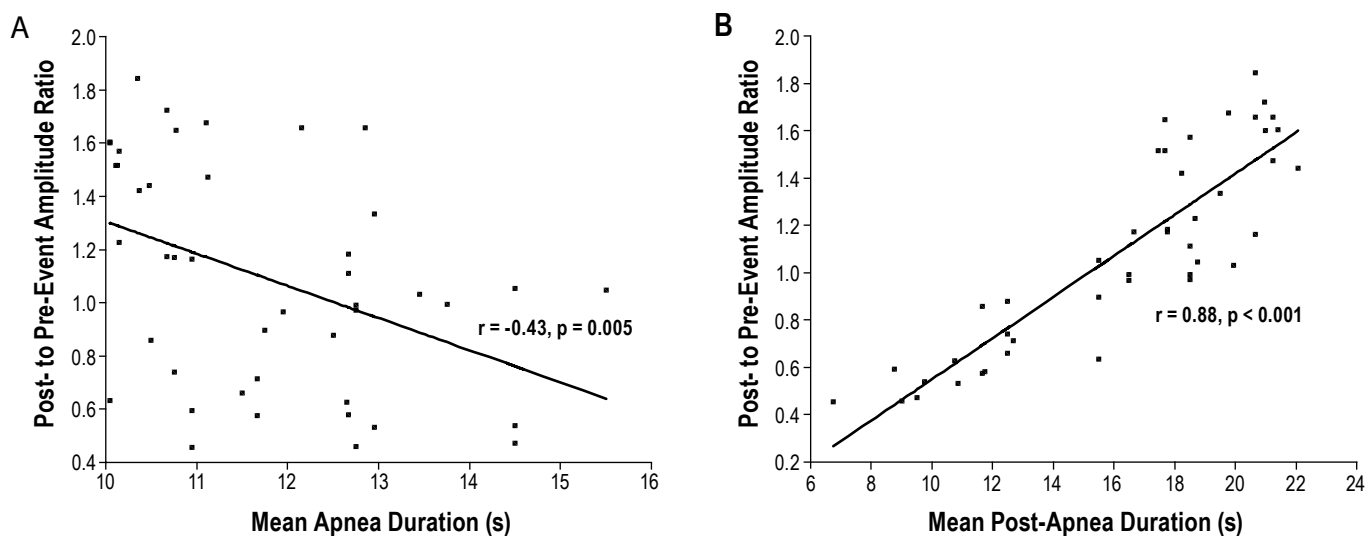 A
Post- to Pre-Event Amplitude Ratio
2.0
1.8
1.6
1.4
1.2
1.0
0.8
0.6
0.4
r = -0.43, p = 0.005
10 11 12 13 14 15 16
Mean Apnea Duration (s)
B
Post- to Pre-Event Amplitude Ratio
2.0
1.8
1.6
1.4
1.2
1.0
0.8
0.6
0.4
0.2
r = 0.88, p < 0.001
6 8 10 12 14 16 18 20 22 24
Mean Post-Apnea Duration (s)